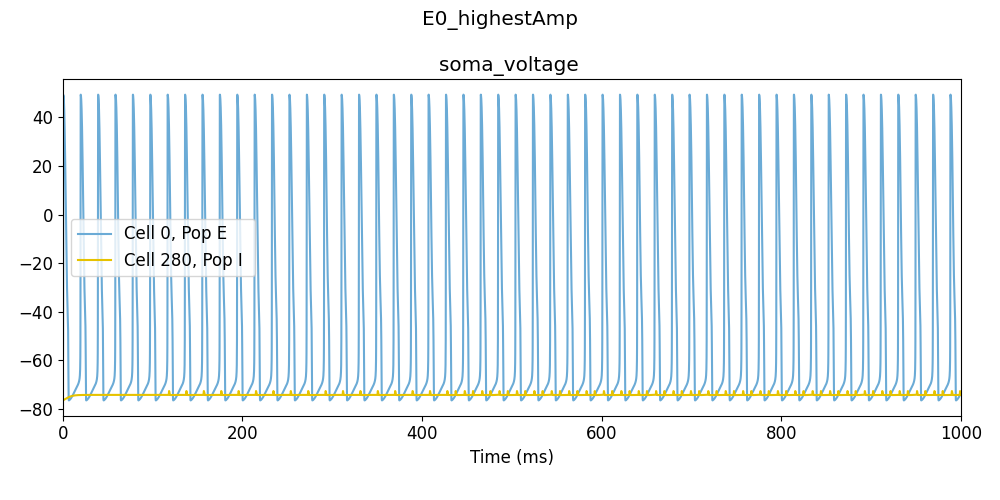 E0_highestAmp
soma_voltage
40
20
0
−20
−40
−60
−80
Cell 0, Pop E
Cell 280, Pop I
0 200 400 600 800 1000
Time (ms)